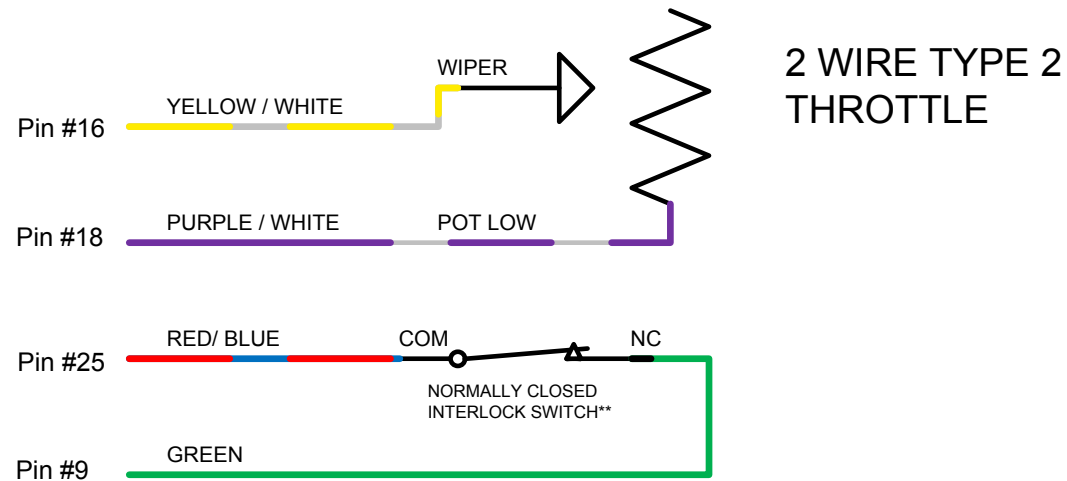 2 WIRE TYPE 2
THROTTLE
WIPER
YELLOW / WHITE
Pin #16
PURPLE / WHITE
POT LOW
Pin #18
RED/ BLUE
COM
NC
Pin #25
NORMALLY CLOSED
INTERLOCK SWITCH**
GREEN
Pin #9